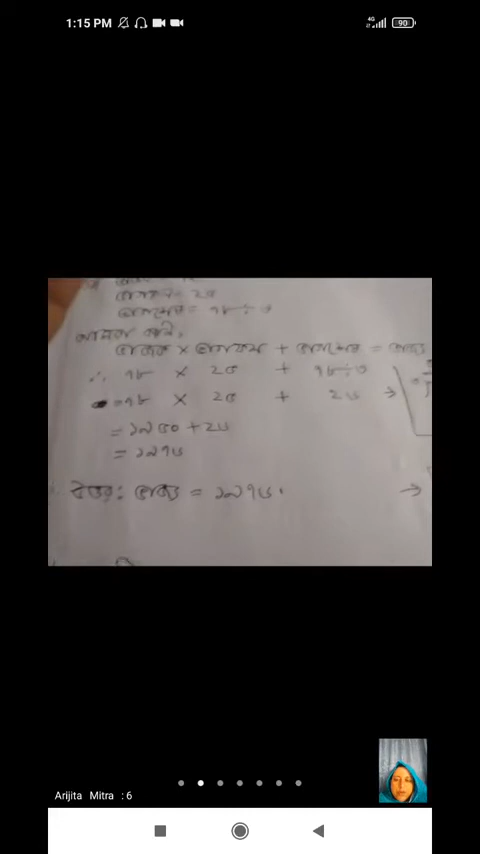 1:15 PM 4G 90
ভাগফল = ২৫
ভাগশেষ = ৭৮ ÷ ৩
আমরা জানি,
ভাজক × ভাগফল + ভাগশেষ = ভাজ্য
∴ ৭৮ × ২৫ + ৭৮ ÷ ৩
= ৭৮ × ২৫ + ২৬ →
= ১৯৫০ + ২৬
= ১৯৭৬
উত্তর: ভাজ্য = ১৯৭৬। →
Arijita Mitra : 6